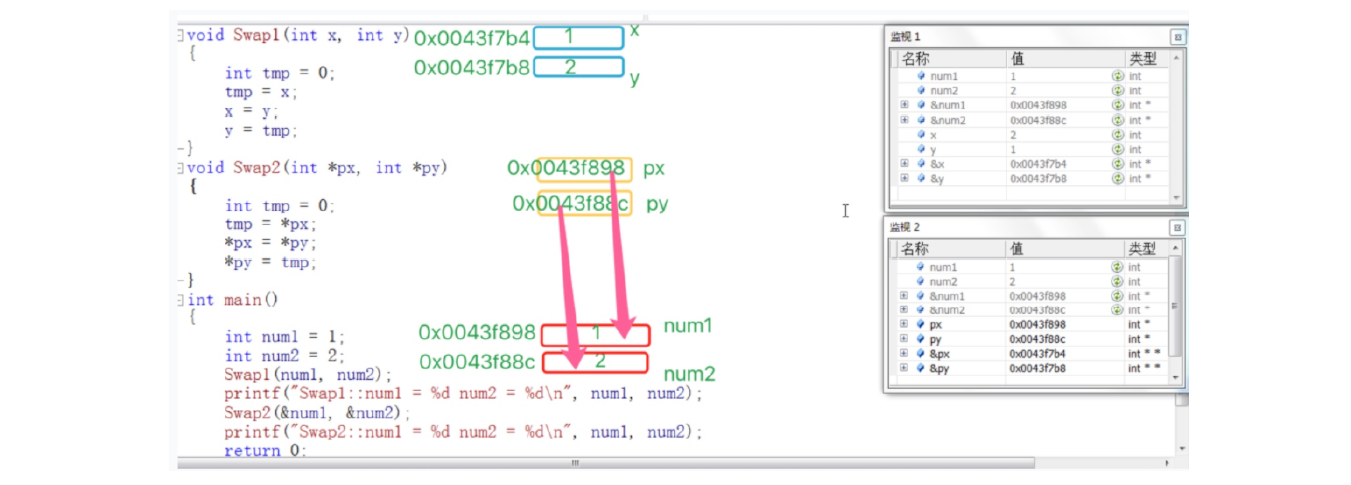 void Swap1(int x, int y) 0x0043f7b4 1 x
{ 0x0043f7b8 2 y
int tmp = 0;
tmp = x;
x = y;
y = tmp;
}
void Swap2(int *px, int *py) 0x0043f898 px
{
int tmp = 0; 0x0043f88c py
tmp = *px;
*px = *py;
*py = tmp;
}
int main()
{
int num1 = 1; 0x0043f898 1 num1
int num2 = 2; 0x0043f88c 2 num2
Swap1(num1, num2);
printf("Swap1::num1 = %d num2 = %d\n", num1, num2);
Swap2(&num1, &num2);
printf("Swap2::num1 = %d num2 = %d\n", num1, num2);
return 0;
监视 1
名称 值 类型
num1 1 int
num2 2 int
&num1 0x0043f898 int *
&num2 0x0043f88c int *
x 2 int
y 1 int
&x 0x0043f7b4 int *
&y 0x0043f7b8 int *
监视 2
名称 值 类型
num1 1 int
num2 2 int
&num1 0x0043f898 int *
&num2 0x0043f88c int *
px 0x0043f898 int *
py 0x0043f88c int *
&px 0x0043f7b4 int * *
&py 0x0043f7b8 int * *